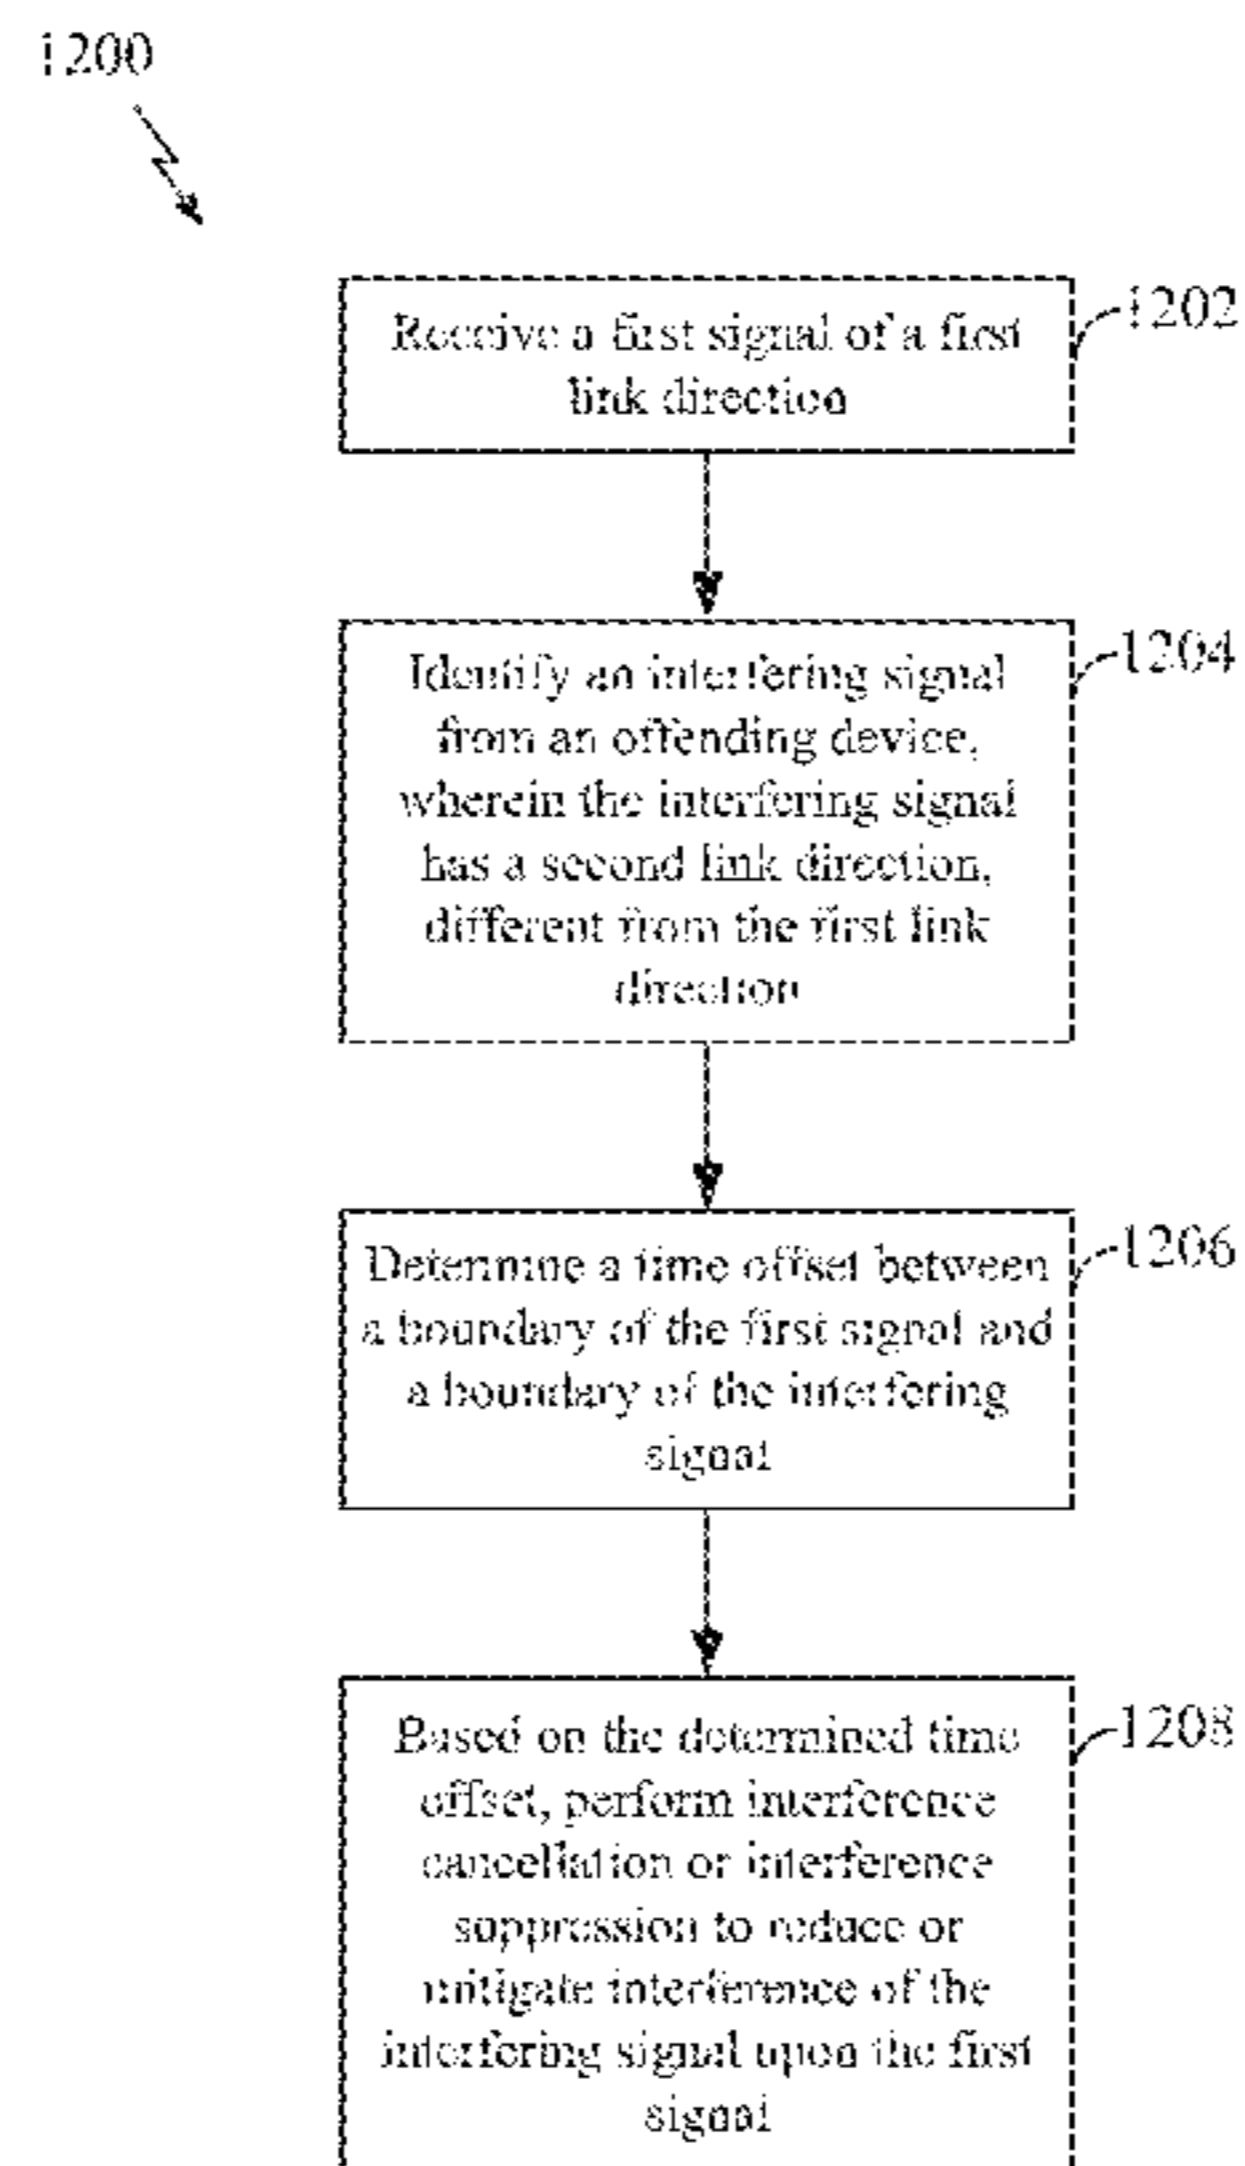 1200
Receive a first signal of a first
link direction
1202
Identify an interfering signal
from an offending device,
wherein the interfering signal
has a second link direction,
different from the first link
direction
1204
Determine a time offset between
a boundary of the first signal and
a boundary of the interfering
signal
1206
Based on the determined time
offset, perform interference
cancellation or interference
suppression to reduce or
mitigate interference of the
interfering signal upon the first
signal
1208